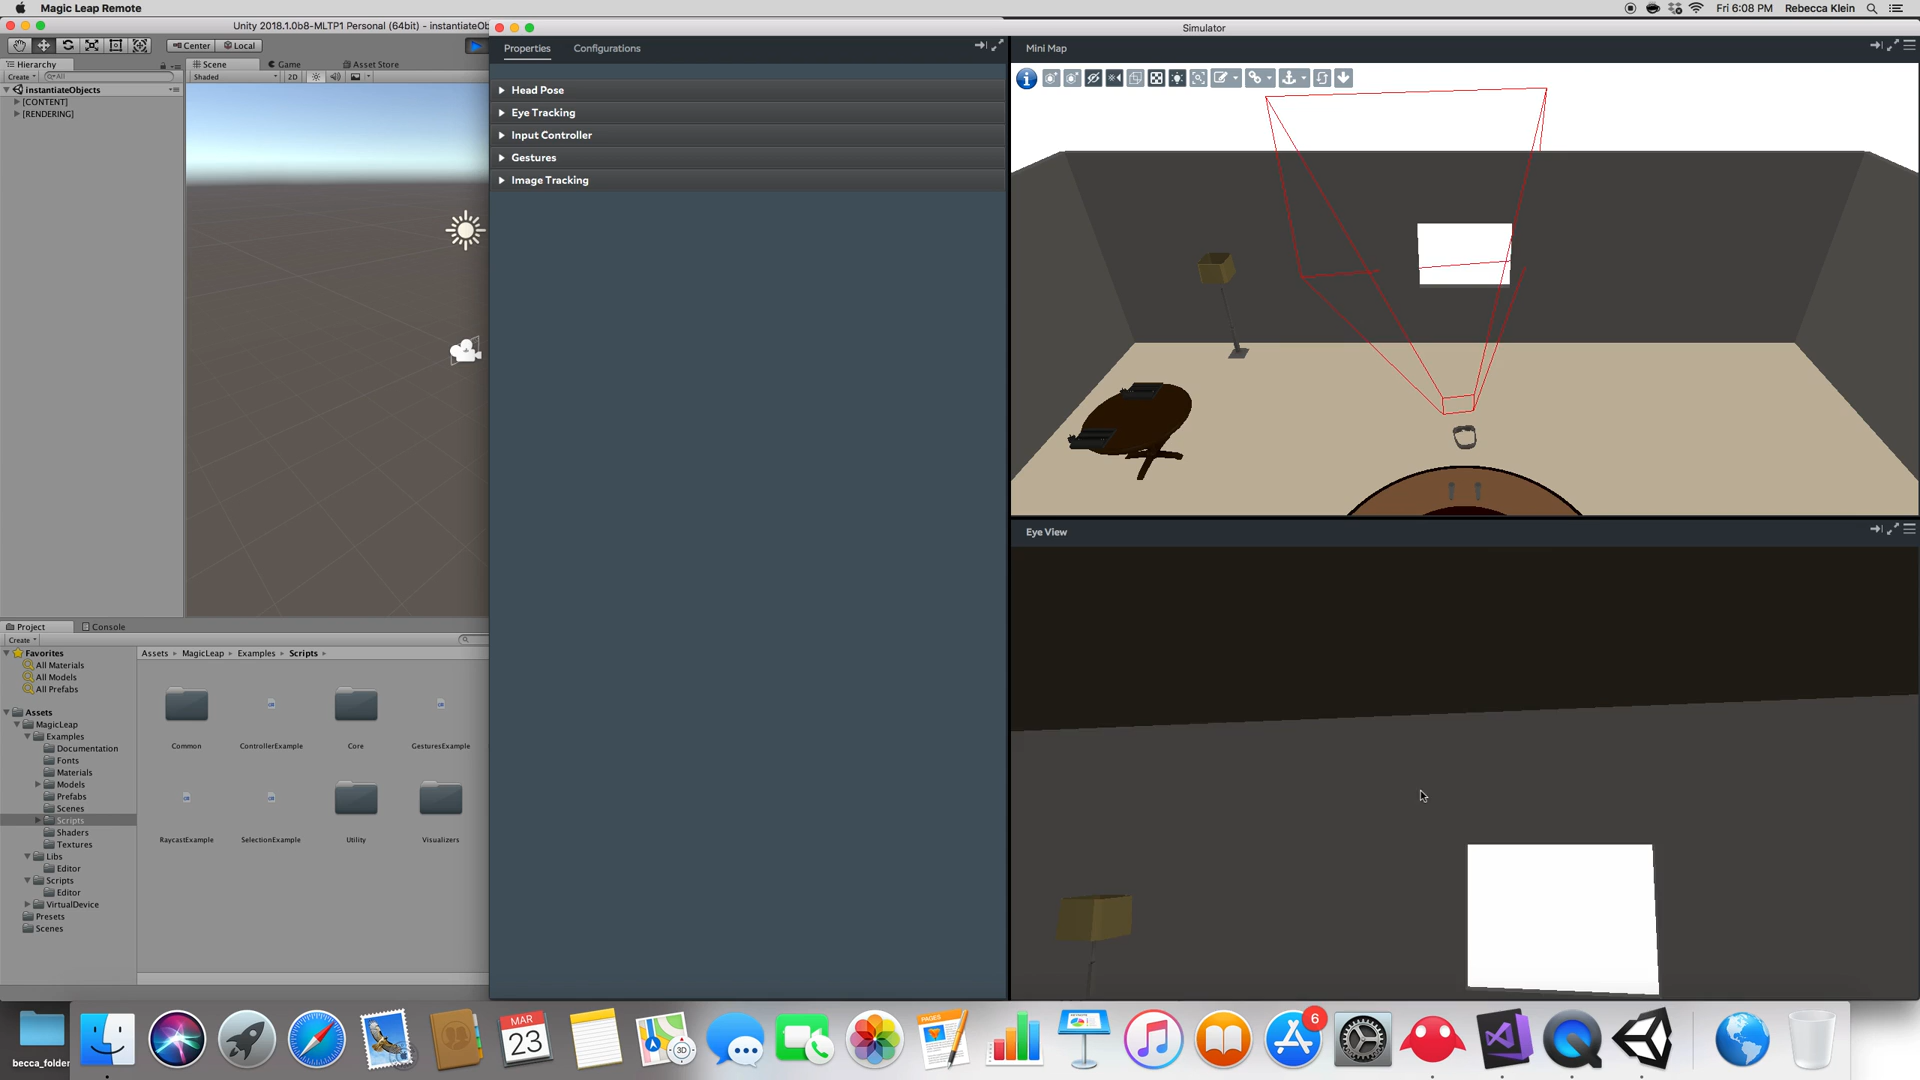 Magic Leap Remote
Fri 6:08 PM Rebecca Klein
Unity 2018.1.0b8-MLTP1 Personal (64bit) - instantiateOb
Simulator
Center Local
Hierarchy
Create All
instantiateObjects
[CONTENT]
[RENDERING]
Scene Game Asset Store
Shaded 2D
Properties Configurations
Head Pose
Eye Tracking
Input Controller
Gestures
Image Tracking
Mini Map
Eye View
Project Console
Create
Favorites
All Materials
All Models
All Prefabs
Assets
MagicLeap
Examples
Documentation
Fonts
Materials
Models
Prefabs
Scenes
Scripts
Shaders
Textures
Libs
Editor
Scripts
Editor
VirtualDevice
Presets
Scenes
Assets MagicLeap Examples Scripts
Common ControllerExample Core GesturesExample
RaycastExample SelectionExample Utility Visualizers
becca_folder
MAR
23
3D
PAGES
6